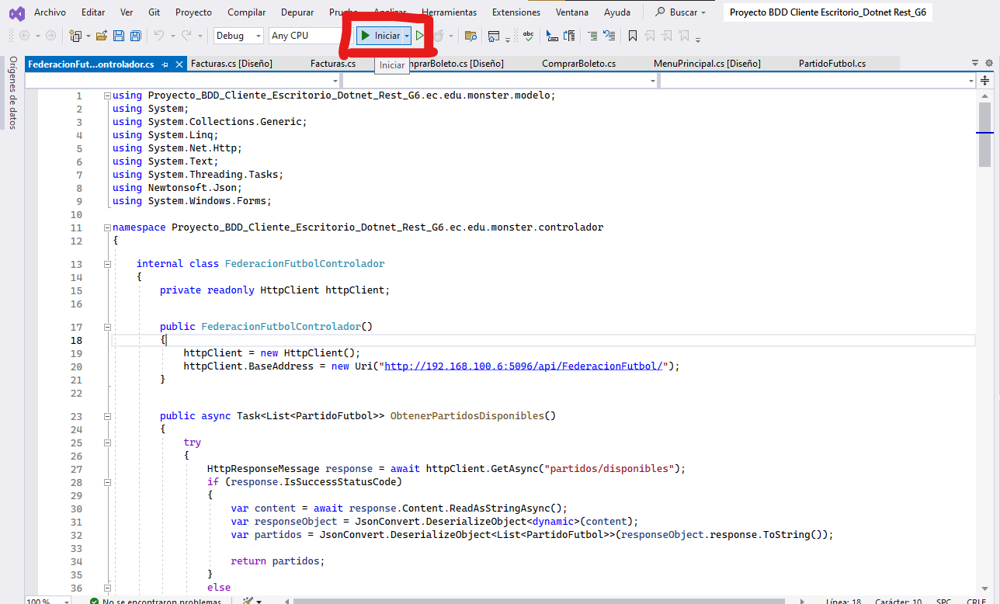 Archivo Editar Ver Git Proyecto Compilar Depurar Herramientas Extensiones Ventana Ayuda Buscar Proyecto BDD Cliente Escritorio_Dotnet Rest_G6
Debug Any CPU Iniciar
FederacionFut...ontrolador.cs Facturas.cs [Diseño] Facturas.cs mprarBoleto.cs [Diseño] ComprarBoleto.cs MenuPrincipal.cs [Diseño] PartidoFutbol.cs
Iniciar
Orígenes de datos
1 using Proyecto_BDD_Cliente_Escritorio_Dotnet_Rest_G6.ec.edu.monster.modelo;
2 using System;
3 using System.Collections.Generic;
4 using System.Linq;
5 using System.Net.Http;
6 using System.Text;
7 using System.Threading.Tasks;
8 using Newtonsoft.Json;
9 using System.Windows.Forms;
10
11 namespace Proyecto_BDD_Cliente_Escritorio_Dotnet_Rest_G6.ec.edu.monster.controlador
12 {
13 internal class FederacionFutbolControlador
14 {
15 private readonly HttpClient httpClient;
16
17 public FederacionFutbolControlador()
18 {
19 httpClient = new HttpClient();
20 httpClient.BaseAddress = new Uri("http://192.168.100.6:5096/api/FederacionFutbol/");
21 }
22
23 public async Task<List<PartidoFutbol>> ObtenerPartidosDisponibles()
24 {
25 try
26 {
27 HttpResponseMessage response = await httpClient.GetAsync("partidos/disponibles");
28 if (response.IsSuccessStatusCode)
29 {
30 var content = await response.Content.ReadAsStringAsync();
31 var responseObject = JsonConvert.DeserializeObject<dynamic>(content);
32 var partidos = JsonConvert.DeserializeObject<List<PartidoFutbol>>(responseObject.response.ToString());
33
34 return partidos;
35 }
36 else
100 % No se encontraron problemas Línea: 18 Carácter: 10 SPC CRLF